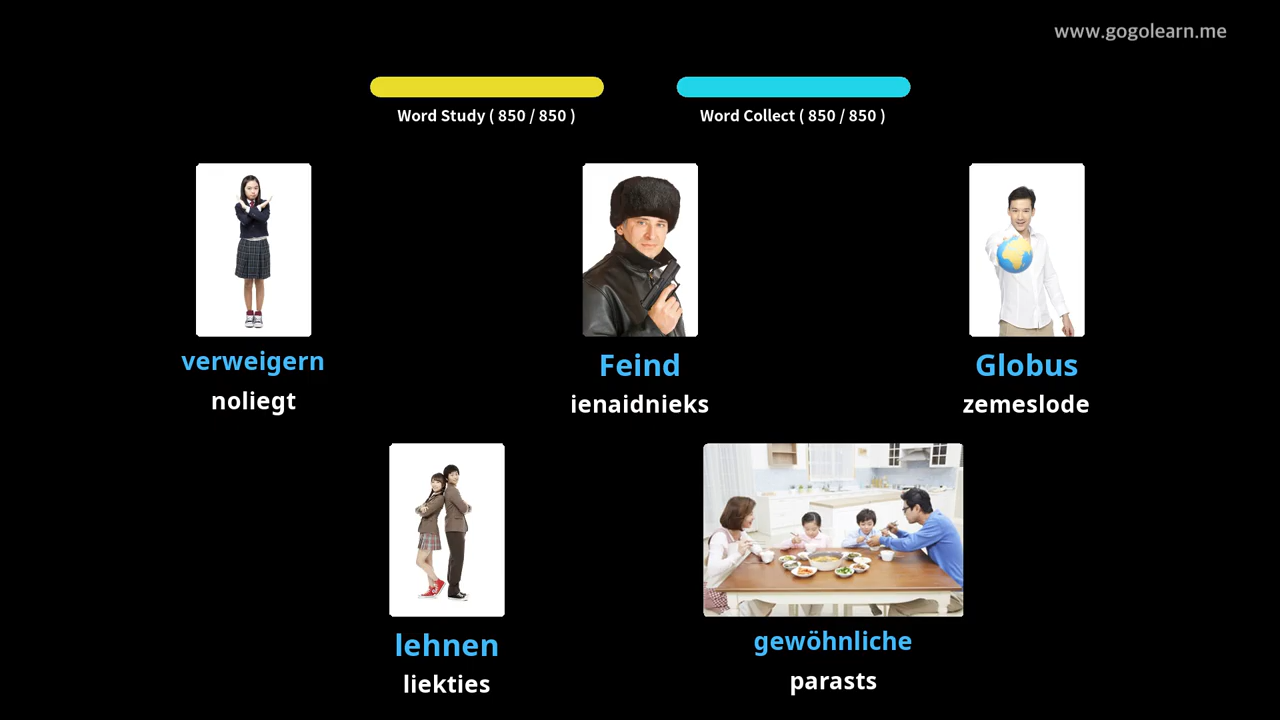 www.gogolearn.me
Word Study ( 850 / 850 )
Word Collect ( 850 / 850 )
verweigern
noliegt
Feind
ienaidnieks
Globus
zemeslode
lehnen
liekties
gewöhnliche
parasts